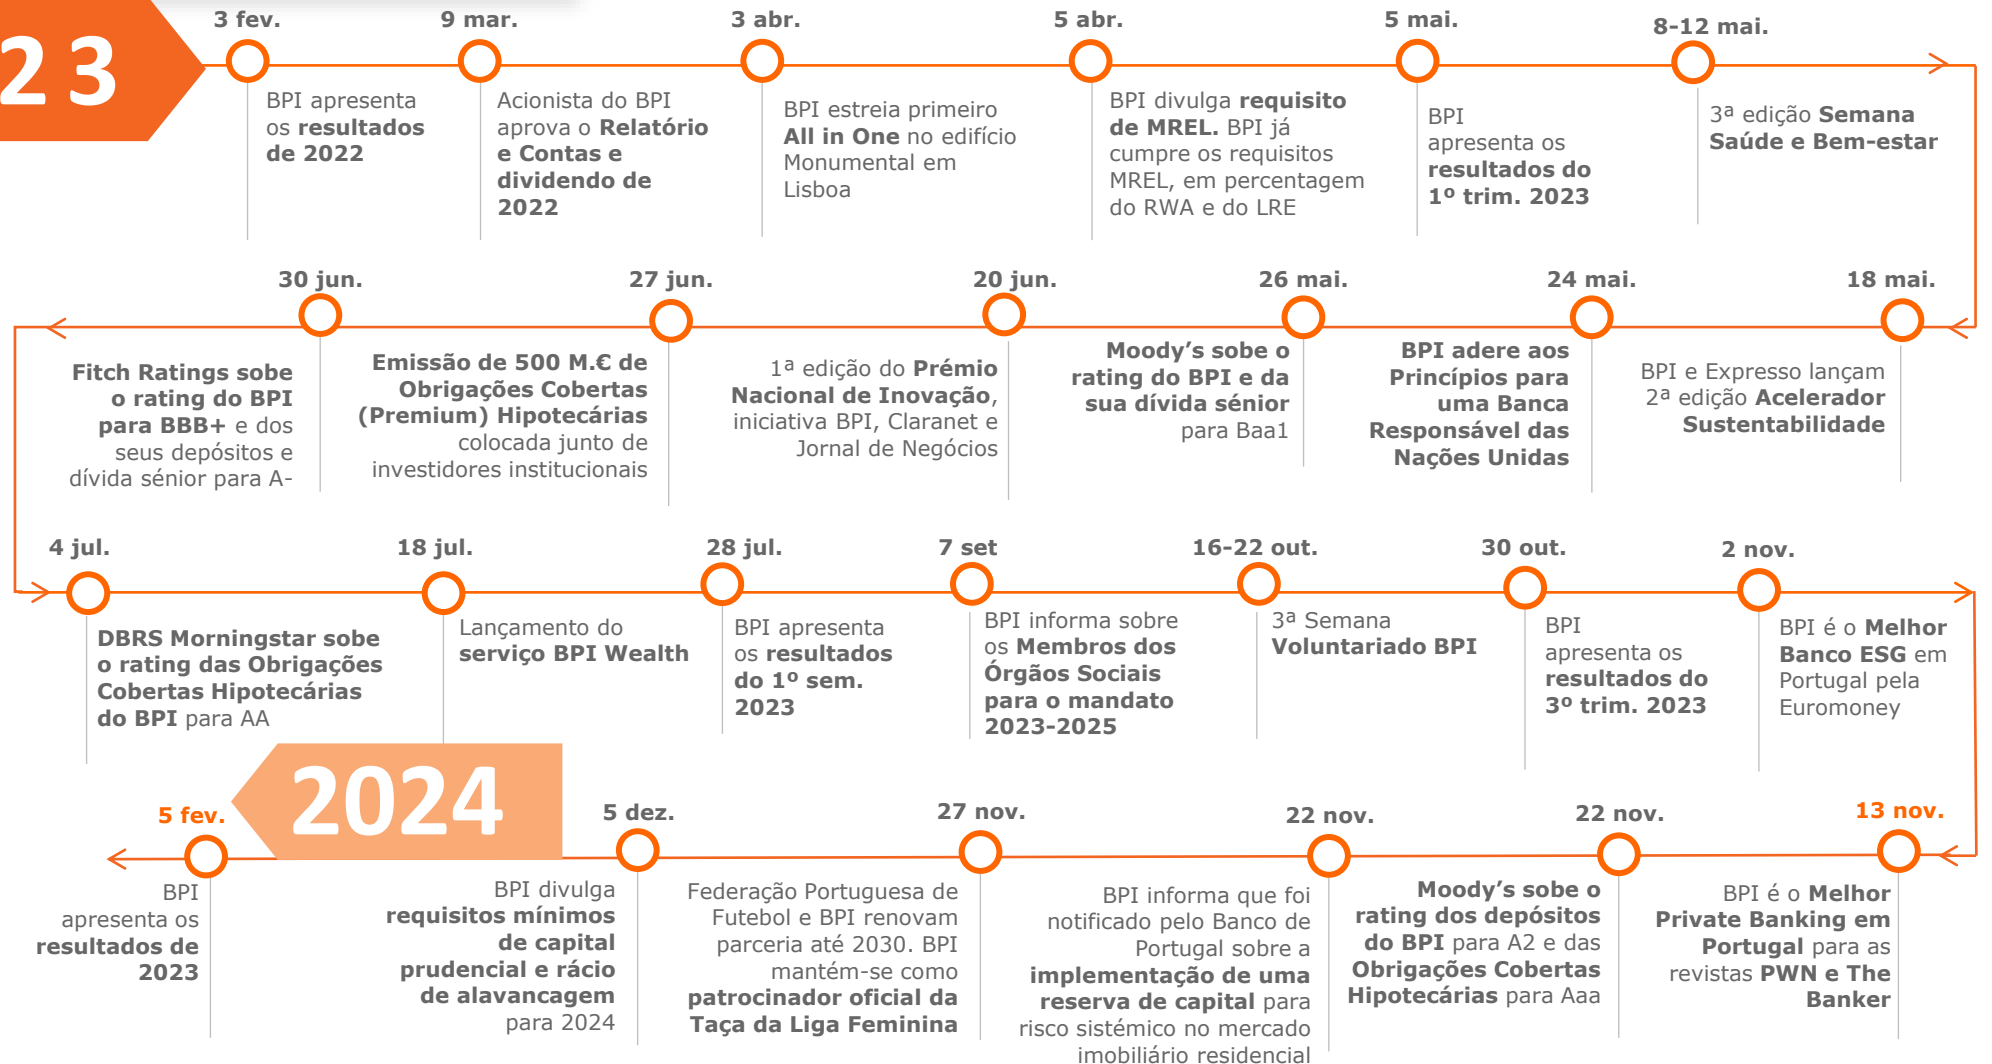 23
3 fev.
BPI apresenta
os resultados
de 2022
9 mar.
Acionista do BPI
aprova o Relatório
e Contas e
dividendo de
2022
3 abr.
BPI estreia primeiro
All in One no edifício
Monumental em
Lisboa
5 abr.
BPI divulga requisito
de MREL. BPI já
cumpre os requisitos
MREL, em percentagem
do RWA e do LRE
5 mai.
BPI
apresenta os
resultados do
1º trim. 2023
8-12 mai.
3ª edição Semana
Saúde e Bem-estar
18 mai.
BPI e Expresso lançam
2ª edição Acelerador
Sustentabilidade
24 mai.
BPI adere aos
Princípios para
uma Banca
Responsável das
Nações Unidas
26 mai.
Moody’s sobe o
rating do BPI e da
sua dívida sénior
para Baa1
20 jun.
1ª edição do Prémio
Nacional de Inovação,
iniciativa BPI, Claranet e
Jornal de Negócios
27 jun.
Emissão de 500 M.€ de
Obrigações Cobertas
(Premium) Hipotecárias
colocada junto de
investidores institucionais
30 jun.
Fitch Ratings sobe
o rating do BPI
para BBB+ e dos
seus depósitos e
dívida sénior para A-
4 jul.
DBRS Morningstar sobe
o rating das Obrigações
Cobertas Hipotecárias
do BPI para AA
18 jul.
Lançamento do
serviço BPI Wealth
28 jul.
BPI apresenta
os resultados
do 1º sem.
2023
7 set
BPI informa sobre
os Membros dos
Órgãos Sociais
para o mandato
2023-2025
16-22 out.
3ª Semana
Voluntariado BPI
30 out.
BPI
apresenta os
resultados do
3º trim. 2023
2 nov.
BPI é o Melhor
Banco ESG em
Portugal pela
Euromoney
13 nov.
BPI é o Melhor
Private Banking em
Portugal para as
revistas PWN e The
Banker
22 nov.
Moody’s sobe o
rating dos depósitos
do BPI para A2 e das
Obrigações Cobertas
Hipotecárias para Aaa
22 nov.
BPI informa que foi
notificado pelo Banco de
Portugal sobre a
implementação de uma
reserva de capital para
risco sistémico no mercado
imobiliário residencial
27 nov.
Federação Portuguesa de
Futebol e BPI renovam
parceria até 2030. BPI
mantém-se como
patrocinador oficial da
Taça da Liga Feminina
5 dez.
BPI divulga
requisitos mínimos
de capital
prudencial e rácio
de alavancagem
para 2024
2024
5 fev.
BPI
apresenta os
resultados de
2023